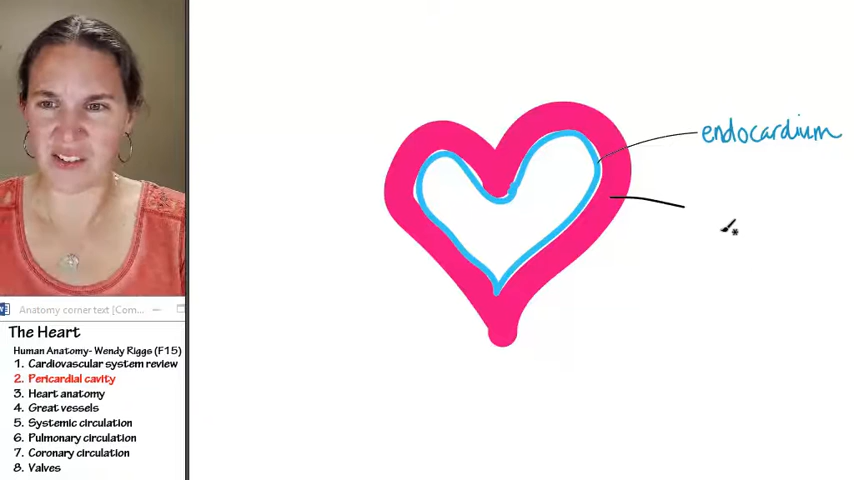 endocardium
Anatomy corner text [Com...
The Heart
Human Anatomy- Wendy Riggs (F15)
1. Cardiovascular system review
2. Pericardial cavity
3. Heart anatomy
4. Great vessels
5. Systemic circulation
6. Pulmonary circulation
7. Coronary circulation
8. Valves